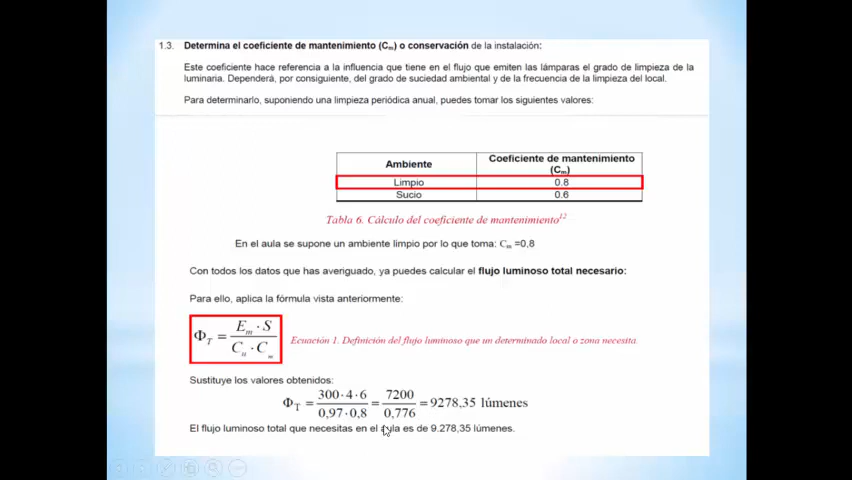 1.3. Determina el coeficiente de mantenimiento (Cm) o conservación de la instalación:
Este coeficiente hace referencia a la influencia que tiene en el flujo que emiten las lámparas el grado de limpieza de la
luminaria. Dependerá, por consiguiente, del grado de suciedad ambiental y de la frecuencia de la limpieza del local.
Para determinarlo, suponiendo una limpieza periódica anual, puedes tomar los siguientes valores:
Ambiente Coeficiente de mantenimiento (Cm)
Limpio 0.8
Sucio 0.6
Tabla 6. Cálculo del coeficiente de mantenimiento12
En el aula se supone un ambiente limpio por lo que toma: Cm =0,8
Con todos los datos que has averiguado, ya puedes calcular el flujo luminoso total necesario:
Para ello, aplica la fórmula vista anteriormente:
ΦT = Em · S / Cu · Cm Ecuación 1. Definición del flujo luminoso que un determinado local o zona necesita
Sustituye los valores obtenidos:
ΦT = 300·4·6 / 0,97·0,8 = 7200 / 0,776 = 9278,35 lúmenes
El flujo luminoso total que necesitas en el aula es de 9.278,35 lúmenes.